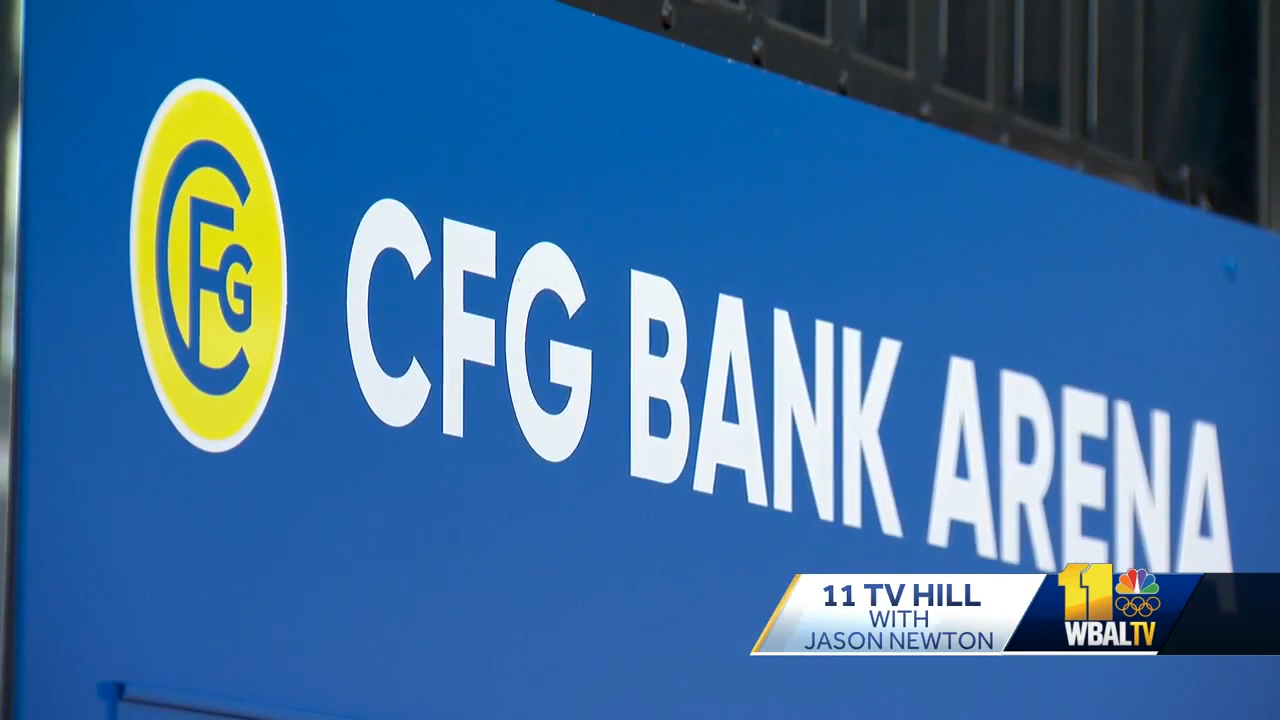 CFG
CFG BANK ARENA
11 TV HILL
WITH
JASON NEWTON
11
WBALTV